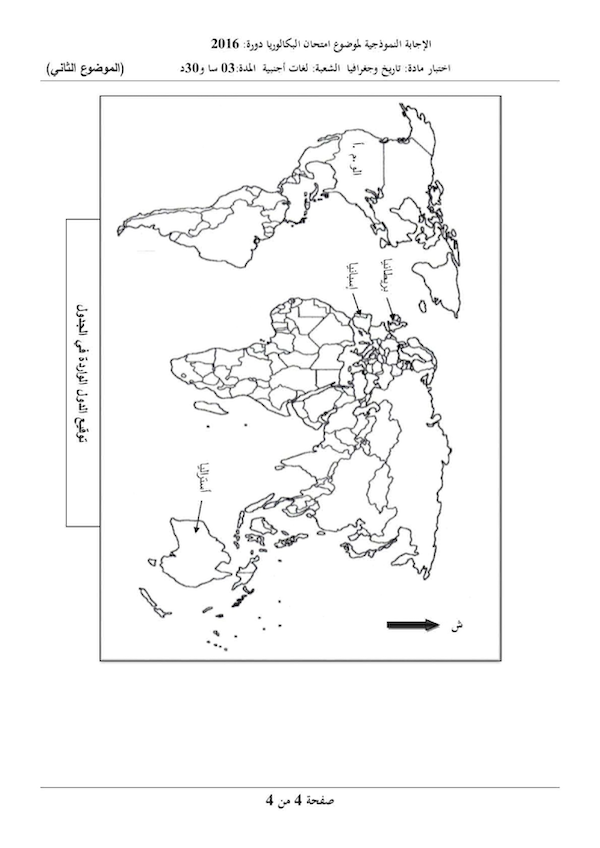 الإجابة النموذجية لموضوع امتحان البكالوريا دورة: 2016
اختبار مادة: تاريخ وجغرافيا الشعبة: لغات أجنبية المدة: 03 سا و30د (الموضوع الثاني)
الو.م.أ
بريطانيا
إسبانيا
أستراليا
ش
توقيع الدول الواردة في الجدول
صفحة 4 من 4